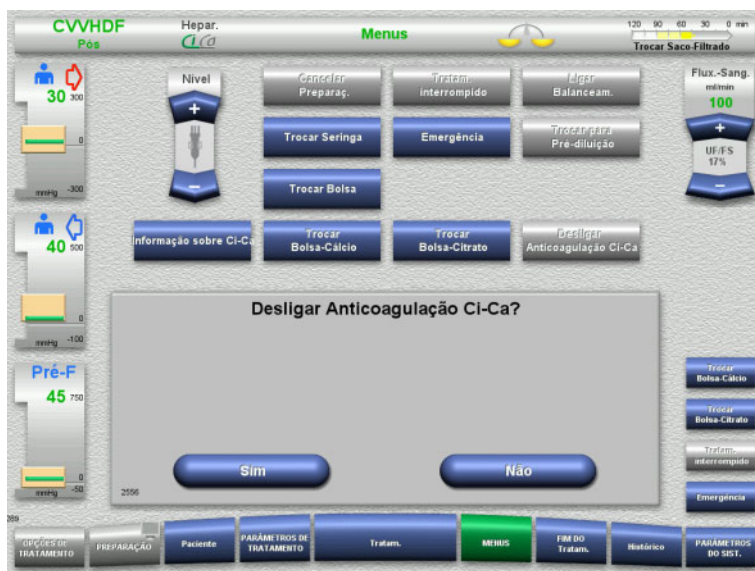 CVVHDF
Pós
Hepar.
Ci Ca
Menus
120 90 60 30 0 min
Trocar Saco-Filtrado
30
300
0
mmHg
-300
40
500
0
mmHg
-100
Pré-F
45
750
0
mmHg
-50
Nivel
+
−
Cancelar
Preparaç.
Tratam.
interrompido
Ligar
Balanceam.
Trocar Seringa
Emergência
Trocar para
Pré-diluição
Trocar Bolsa
Informação sobre Ci-Ca
Trocar
Bolsa-Cálcio
Trocar
Bolsa-Citrato
Desligar
Anticoagulação Ci-Ca
Flux.-Sang.
ml/min
100
+
UF/FS
17%
−
Desligar Anticoagulação Ci-Ca?
Sim
Não
2556
Trocar
Bolsa-Cálcio
Trocar
Bolsa-Citrato
Tratam.
interrompido
Emergência
OPÇÕES DE
TRATAMENTO
PREPARAÇÃO
Paciente
PARÂMETROS DE
TRATAMENTO
Tratam.
MENUS
FIM DO
Tratam.
Histórico
PARÂMETROS
DO SIST.